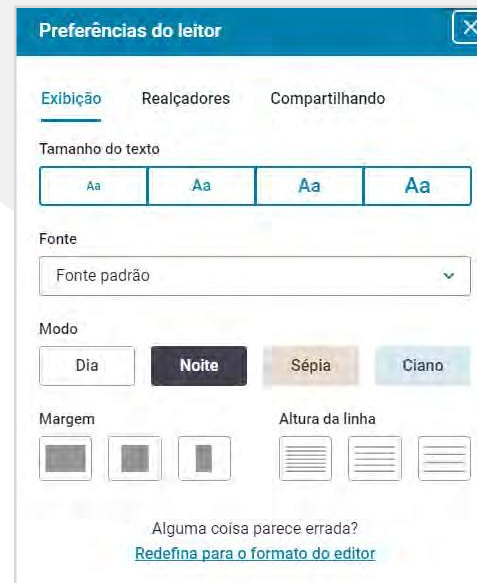 Preferências do leitor
Exibição Realçadores Compartilhando
Tamanho do texto
Aa Aa Aa Aa
Fonte
Fonte padrão
Modo
Dia Noite Sépia Ciano
Margem Altura da linha
Alguma coisa parece errada?
Redefina para o formato do editor